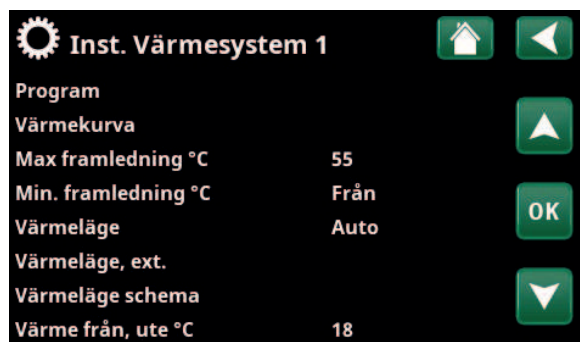 Inst. Värmesystem 1
Program
Värmekurva
Max framledning °C 55
Min. framledning °C Från
Värmeläge Auto
Värmeläge, ext.
Värmeläge schema
Värme från, ute °C 18
OK